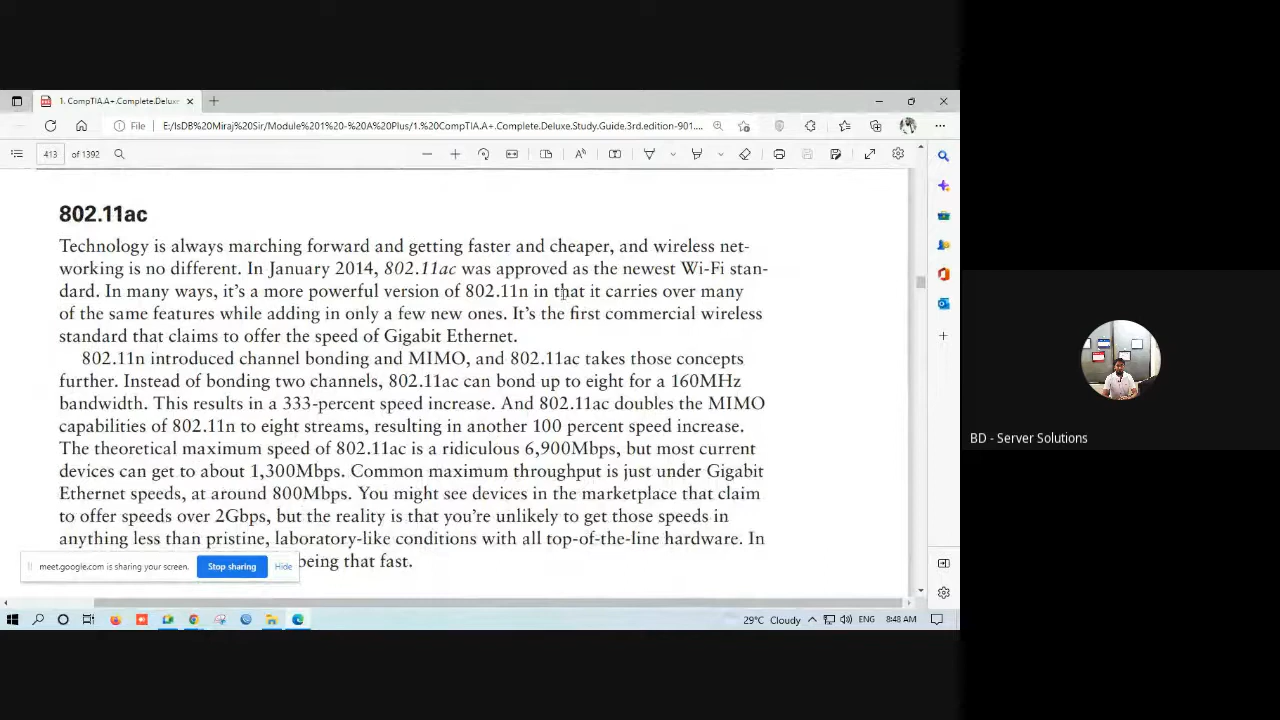 1. CompTIA.A+.Complete.Deluxe
File
E:/IsDB%20Miraj%20Sir/Module%201%20-%20A%20Plus/1.%20CompTIA.A+.Complete.Deluxe.Study.Guide.3rd.edition-901....
413 of 1392
802.11ac
Technology is always marching forward and getting faster and cheaper, and wireless net-
working is no different. In January 2014, 802.11ac was approved as the newest Wi-Fi stan-
dard. In many ways, it's a more powerful version of 802.11n in that it carries over many
of the same features while adding in only a few new ones. It's the first commercial wireless
standard that claims to offer the speed of Gigabit Ethernet.
802.11n introduced channel bonding and MIMO, and 802.11ac takes those concepts
further. Instead of bonding two channels, 802.11ac can bond up to eight for a 160MHz
bandwidth. This results in a 333-percent speed increase. And 802.11ac doubles the MIMO
capabilities of 802.11n to eight streams, resulting in another 100 percent speed increase.
The theoretical maximum speed of 802.11ac is a ridiculous 6,900Mbps, but most current
devices can get to about 1,300Mbps. Common maximum throughput is just under Gigabit
Ethernet speeds, at around 800Mbps. You might see devices in the marketplace that claim
to offer speeds over 2Gbps, but the reality is that you're unlikely to get those speeds in
anything less than pristine, laboratory-like conditions with all top-of-the-line hardware. In
being that fast.
meet.google.com is sharing your screen.
Stop sharing
Hide
BD - Server Solutions
29°C Cloudy
ENG
8:48 AM